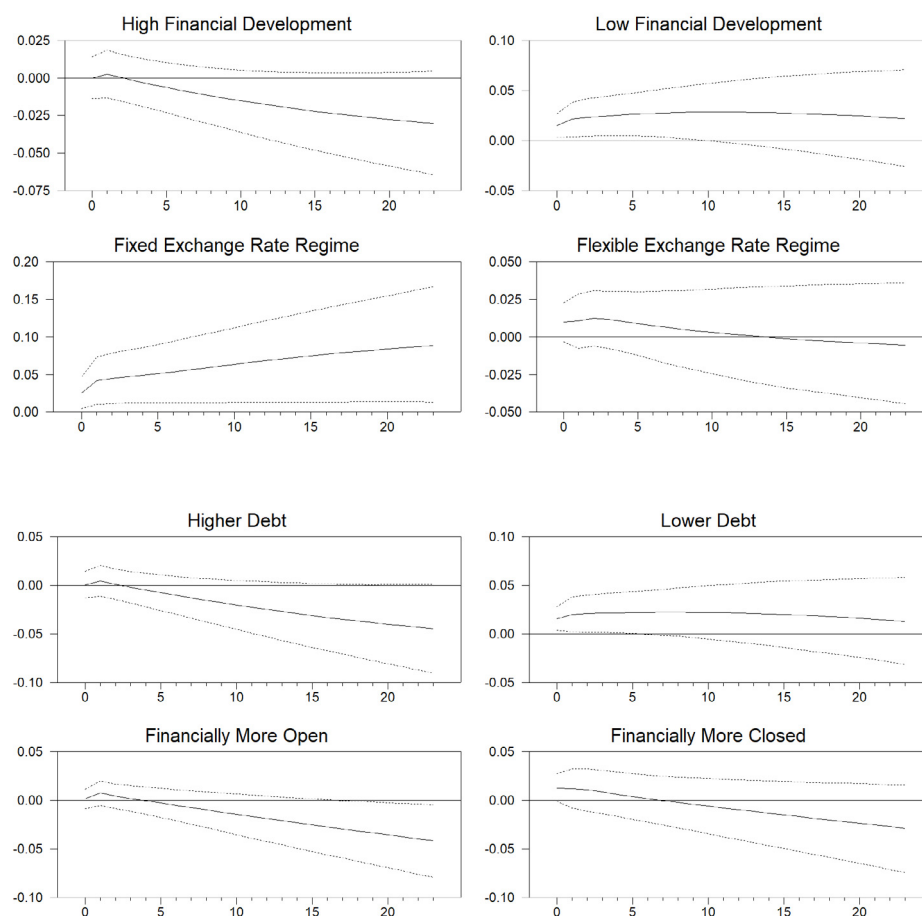 High Financial Development
0.025
0.000
-0.025
-0.050
-0.075
0 5 10 15 20
Low Financial Development
0.10
0.05
0.00
-0.05
0 5 10 15 20
Fixed Exchange Rate Regime
0.20
0.15
0.10
0.05
0.00
0 5 10 15 20
Flexible Exchange Rate Regime
0.050
0.025
0.000
-0.025
-0.050
0 5 10 15 20
Higher Debt
0.05
0.00
-0.05
-0.10
0 5 10 15 20
Lower Debt
0.10
0.05
0.00
-0.05
0 5 10 15 20
Financially More Open
0.05
0.00
-0.05
-0.10
0 5 10 15 20
Financially More Closed
0.05
0.00
-0.05
-0.10
0 5 10 15 20